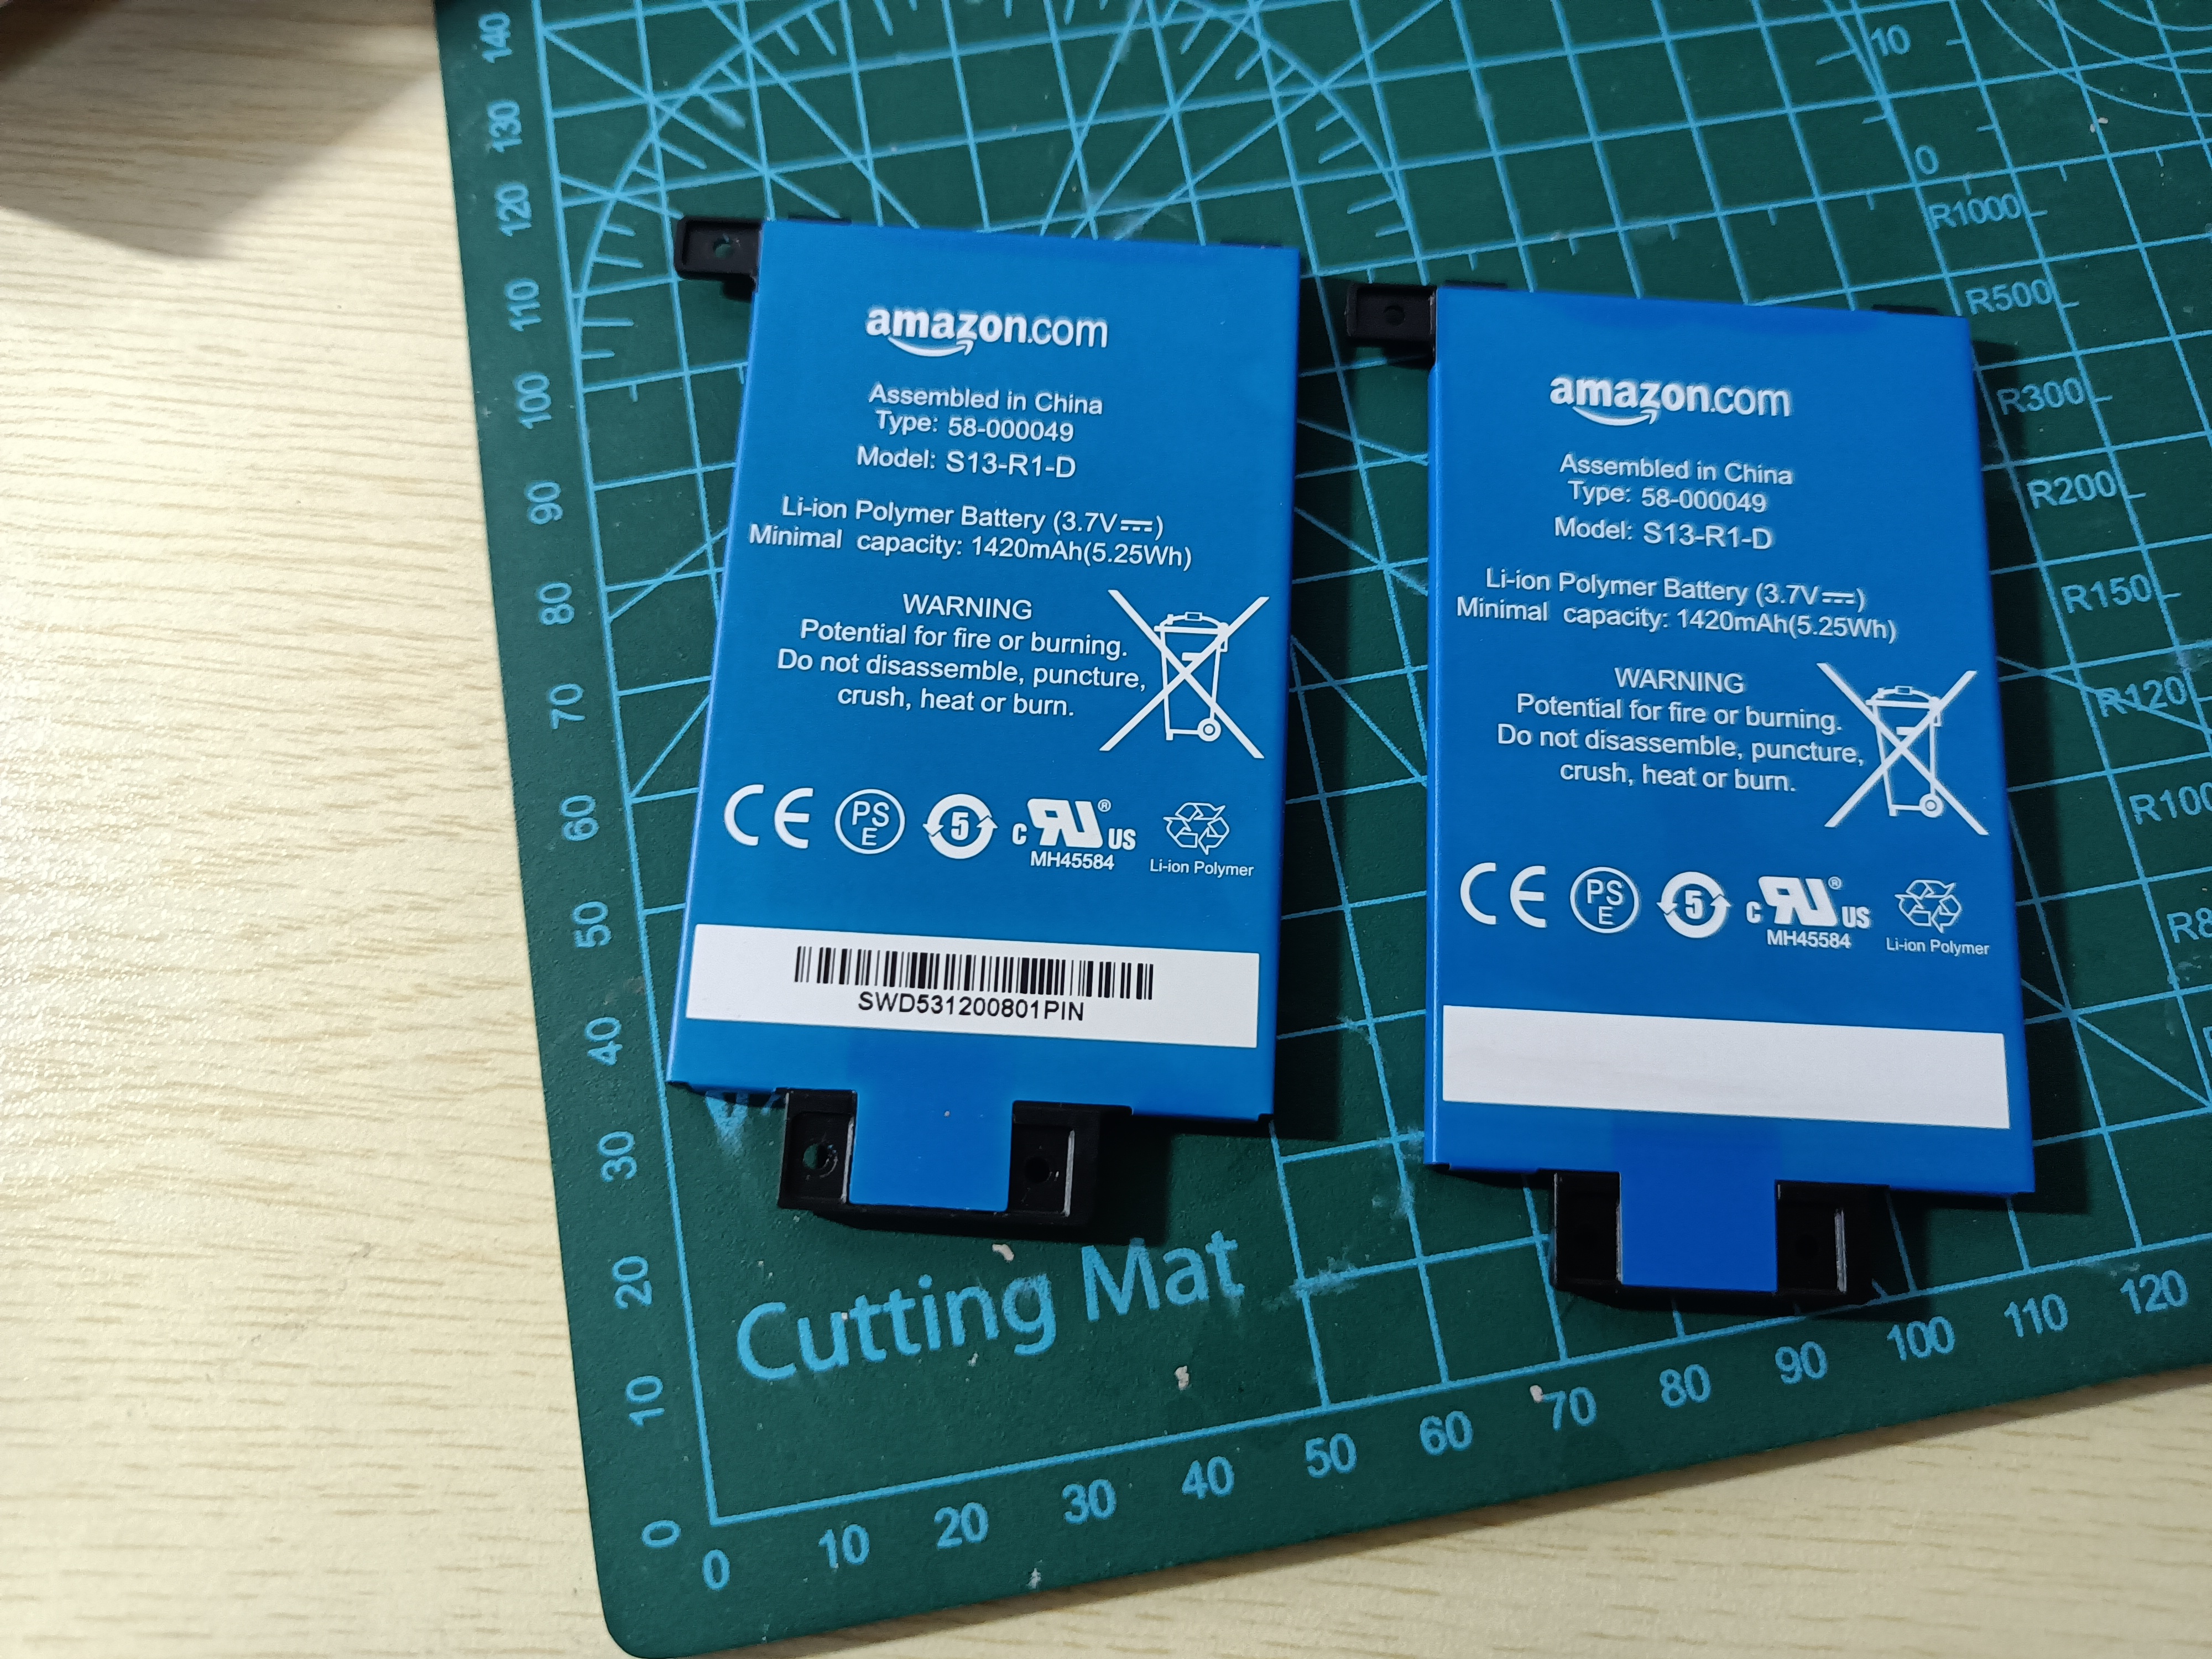 amazon.com
Assembled in China
Type: 58-000049
Model: S13-R1-D
Li-ion Polymer Battery (3.7V⎓)
Minimal capacity: 1420mAh(5.25Wh)
WARNING
Potential for fire or burning.
Do not disassemble, puncture,
crush, heat or burn.
CE
PS
E
5
c RU ® US
MH45584
Li-ion Polymer
SWD531200801PIN
amazon.com
Assembled in China
Type: 58-000049
Model: S13-R1-D
Li-ion Polymer Battery (3.7V⎓)
Minimal capacity: 1420mAh(5.25Wh)
WARNING
Potential for fire or burning.
Do not disassemble, puncture,
crush, heat or burn.
CE
PS
E
5
c RU ® US
MH45584
Li-ion Polymer
Cutting Mat
140
130
120
110
100
90
80
70
60
50
40
30
20
10
0
0
10
20
30
40
50
60
70
80
90
100
110
120
10
0
R1000
R500
R300
R200
R150
R120
R100